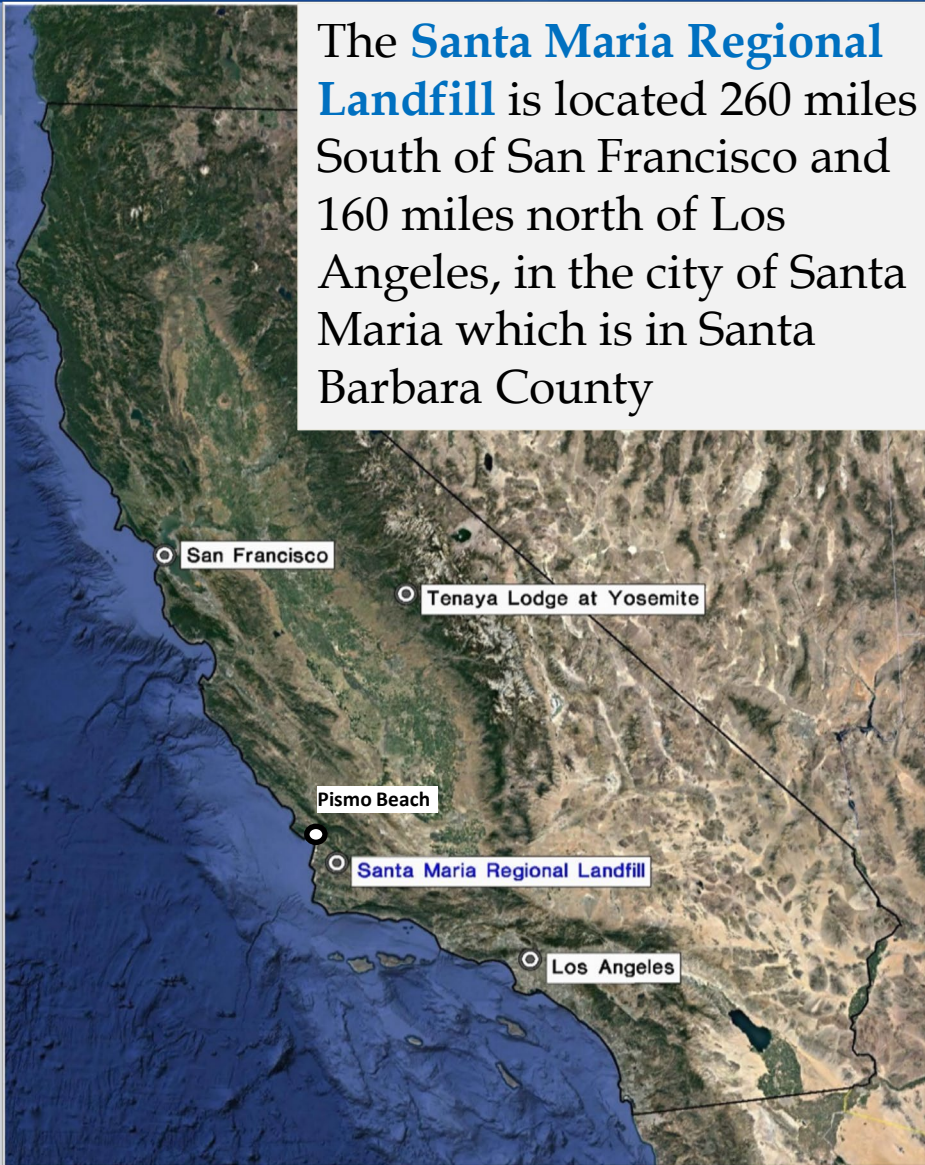 The Santa Maria Regional
Landfill is located 260 miles
South of San Francisco and
160 miles north of Los
Angeles, in the city of Santa
Maria which is in Santa
Barbara County
San Francisco
Tenaya Lodge at Yosemite
Pismo Beach
Santa Maria Regional Landfill
Los Angeles